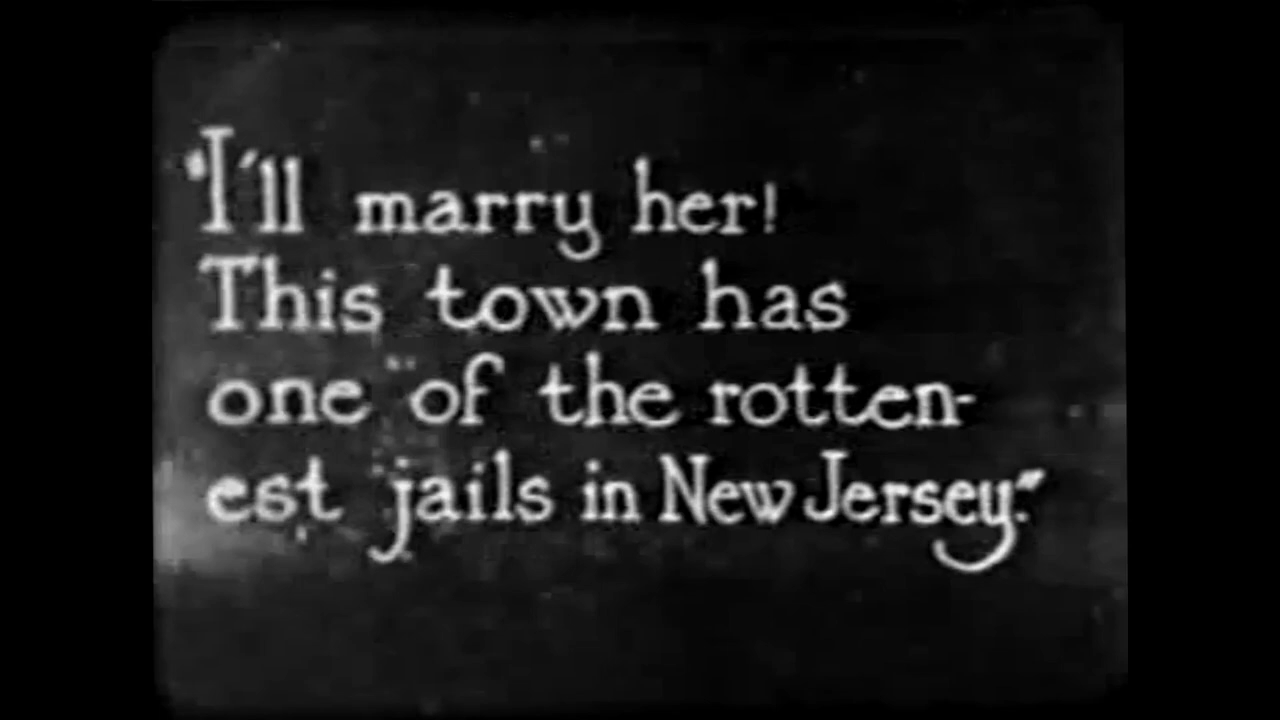 "I'll marry her!
This town has
one of the rotten-
est jails in New Jersey."